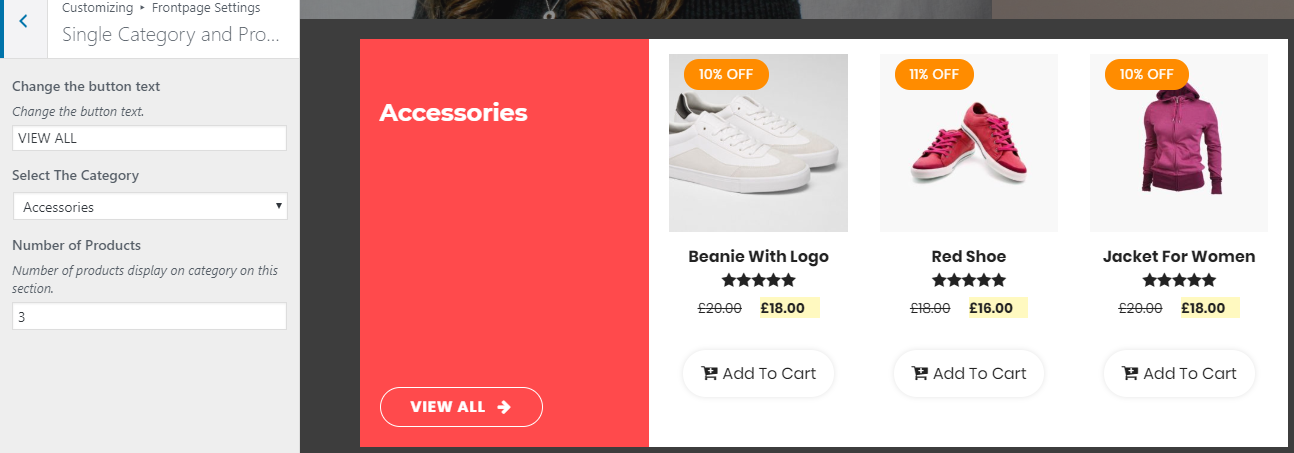 Customizing ▸ Frontpage Settings
Single Category and Pro...
Change the button text
Change the button text.
VIEW ALL
Select The Category
Accessories
Number of Products
Number of products display on category on this
section.
3
Accessories
VIEW ALL
10% OFF
11% OFF
10% OFF
Beanie With Logo
Red Shoe
Jacket For Women
£20.00 £18.00
£18.00 £16.00
£20.00 £18.00
Add To Cart
Add To Cart
Add To Cart